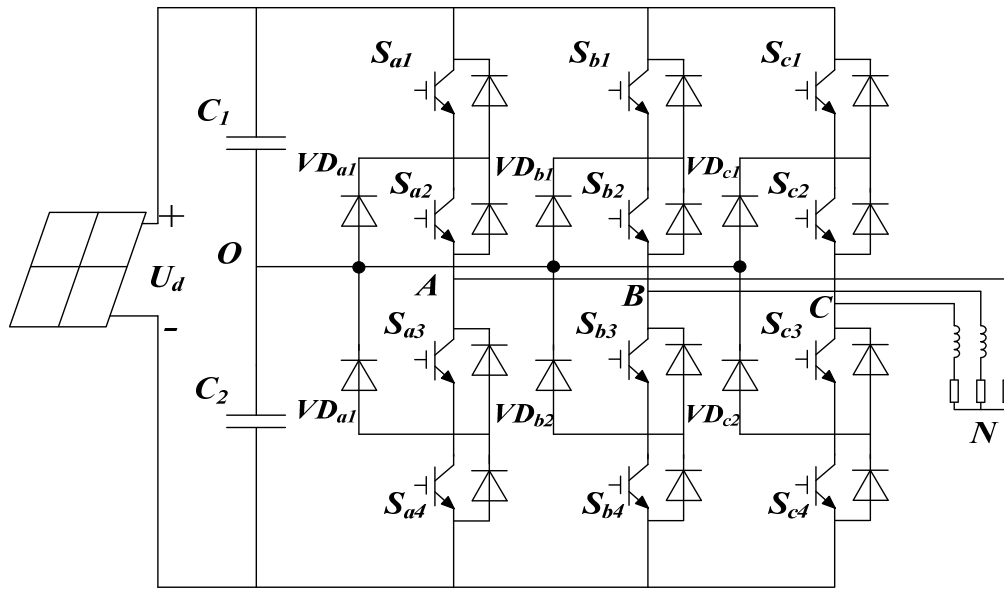 Sa1
Sb1
Sc1
C1
VDa1
VDb1
VDc1
Sa2
Sb2
Sc2
+
Ud
-
O
A
B
C
Sa3
Sb3
Sc3
C2
VDa1
VDb2
VDc2
N
Sa4
Sb4
Sc4